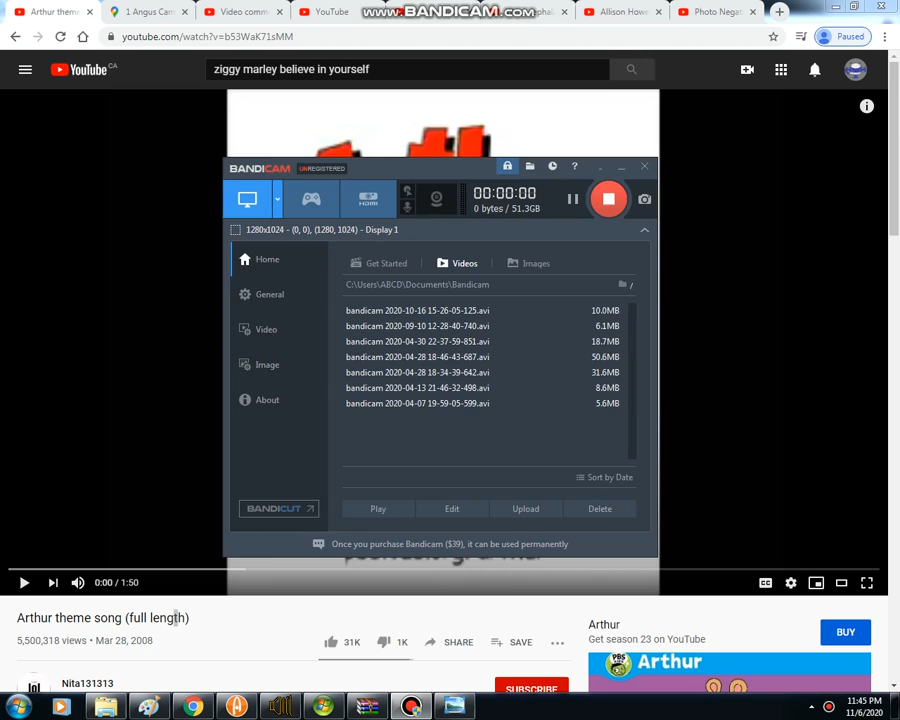 Arthur theme
1 Angus Cam
Video comm
YouTube
WWW.BANDICAM.COM
Allison Howe
Photo Negat
youtube.com/watch?v=b53WaK71sMM
Paused
YouTube CA
ziggy marley believe in yourself
BANDICAM UNREGISTERED
HDMI
00:00:00
0 bytes / 51.3GB
1280x1024 - (0, 0), (1280, 1024) - Display 1
Home
General
Video
Image
About
BANDICUT
Get Started
Videos
Images
C:\Users\ABCD\Documents\Bandicam
bandicam 2020-10-16 15-26-05-125.avi 10.0MB
bandicam 2020-09-10 12-28-40-740.avi 6.1MB
bandicam 2020-04-30 22-37-59-851.avi 18.7MB
bandicam 2020-04-28 18-46-43-687.avi 50.6MB
bandicam 2020-04-28 18-34-39-642.avi 31.6MB
bandicam 2020-04-13 21-46-32-498.avi 8.6MB
bandicam 2020-04-07 19-59-05-599.avi 5.6MB
Sort by Date
Play Edit Upload Delete
Once you purchase Bandicam ($39), it can be used permanently
0:00 / 1:50
Arthur theme song (full length)
5,500,318 views • Mar 28, 2008
31K 1K SHARE SAVE
Nita131313
SUBSCRIBE
Arthur
Get season 23 on YouTube
BUY
PBS KIDS Arthur
lol
11:45 PM
11/6/2020